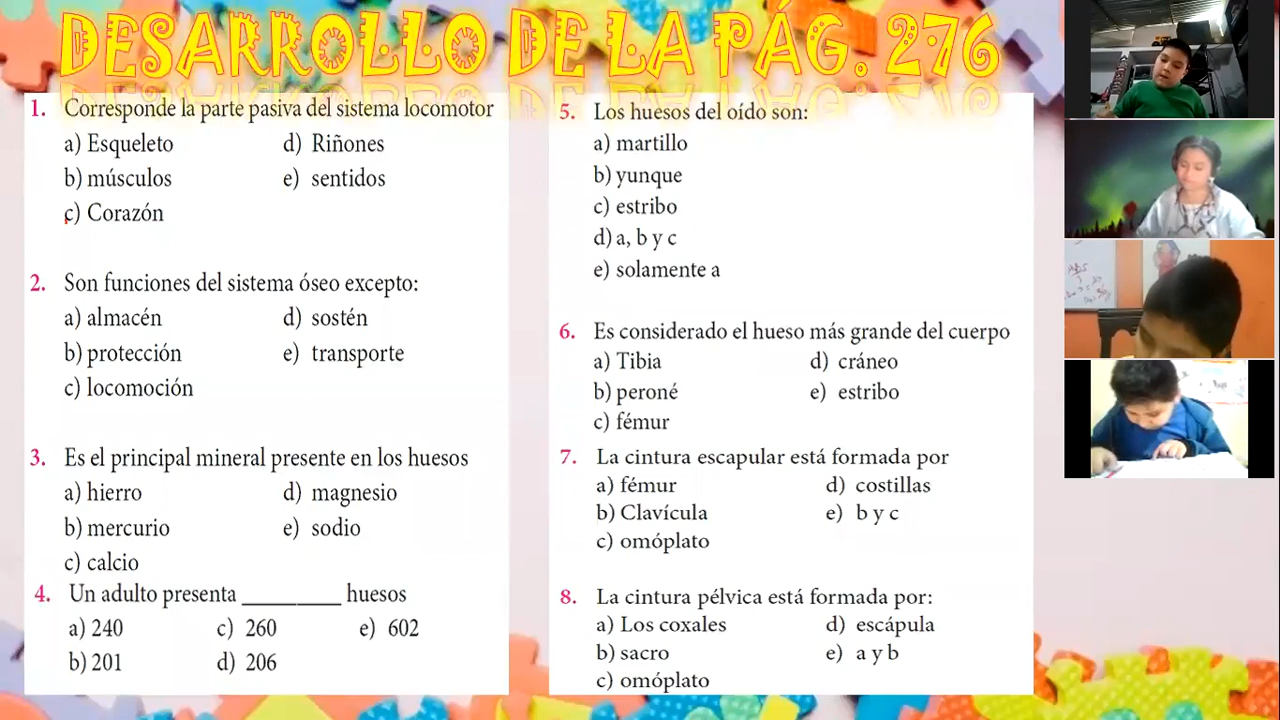 DESARROLLO DE LA PÁG. 276
1. Corresponde la parte pasiva del sistema locomotor
a) Esqueleto d) Riñones
b) músculos e) sentidos
c) Corazón
2. Son funciones del sistema óseo excepto:
a) almacén d) sostén
b) protección e) transporte
c) locomoción
3. Es el principal mineral presente en los huesos
a) hierro d) magnesio
b) mercurio e) sodio
c) calcio
4. Un adulto presenta _________ huesos
a) 240 c) 260 e) 602
b) 201 d) 206
5. Los huesos del oído son:
a) martillo
b) yunque
c) estribo
d) a, b y c
e) solamente a
6. Es considerado el hueso más grande del cuerpo
a) Tibia d) cráneo
b) peroné e) estribo
c) fémur
7. La cintura escapular está formada por
a) fémur d) costillas
b) Clavícula e) b y c
c) omóplato
8. La cintura pélvica está formada por:
a) Los coxales d) escápula
b) sacro e) a y b
c) omóplato